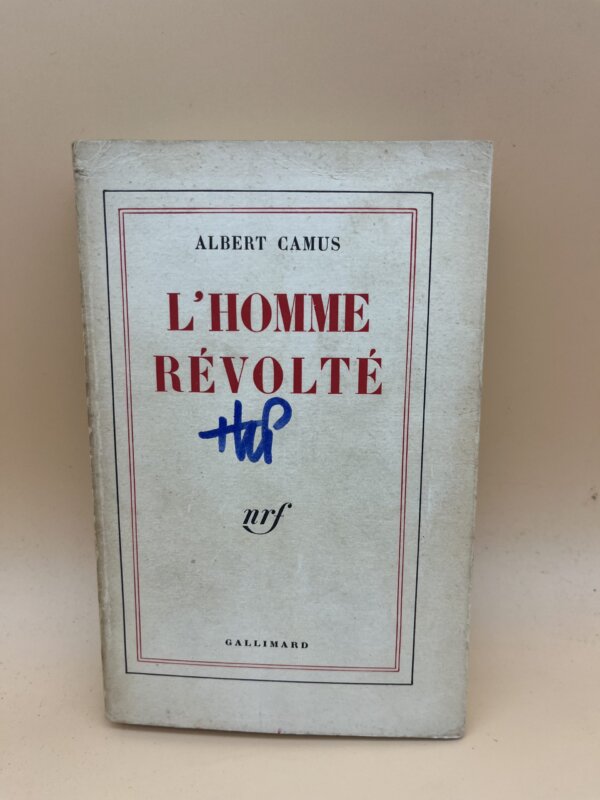 ALBERT CAMUS
L'HOMME
RÉVOLTÉ
nrf
GALLIMARD